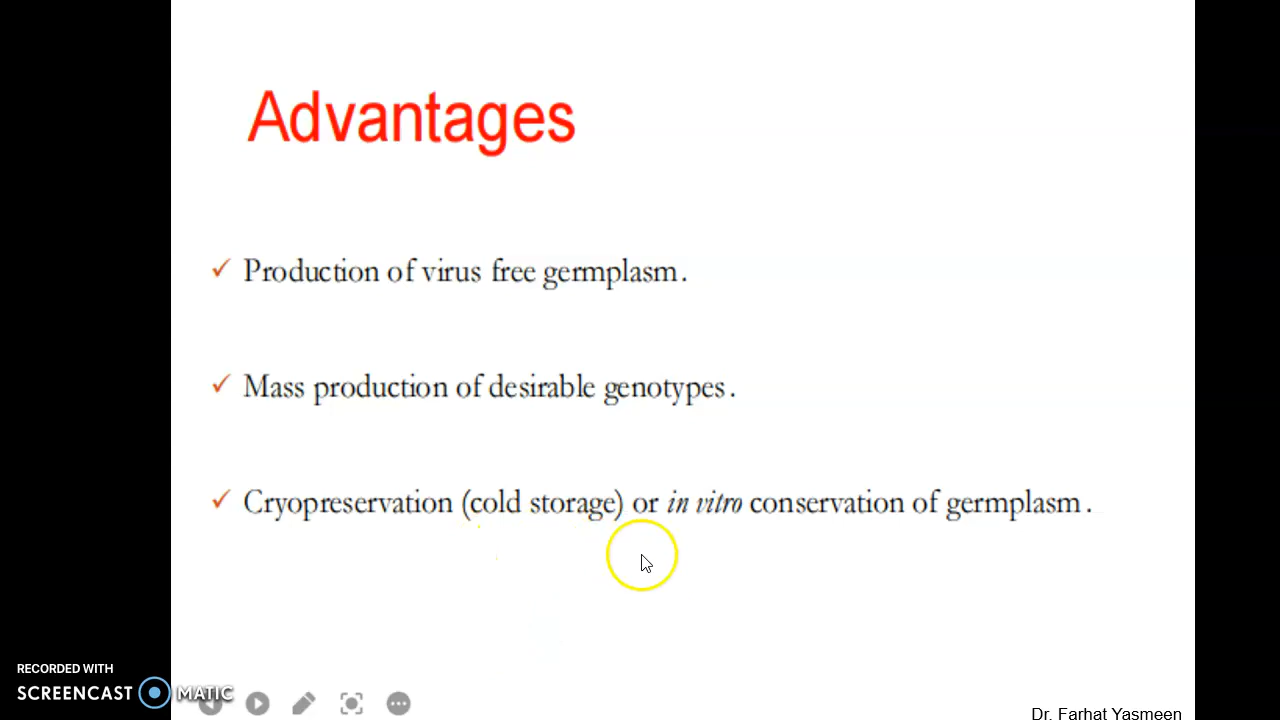 Advantages
✓ Production of virus free germplasm.
✓ Mass production of desirable genotypes.
✓ Cryopreservation (cold storage) or in vitro conservation of germplasm.
RECORDED WITH
SCREENCAST MATIC
Dr. Farhat Yasmeen